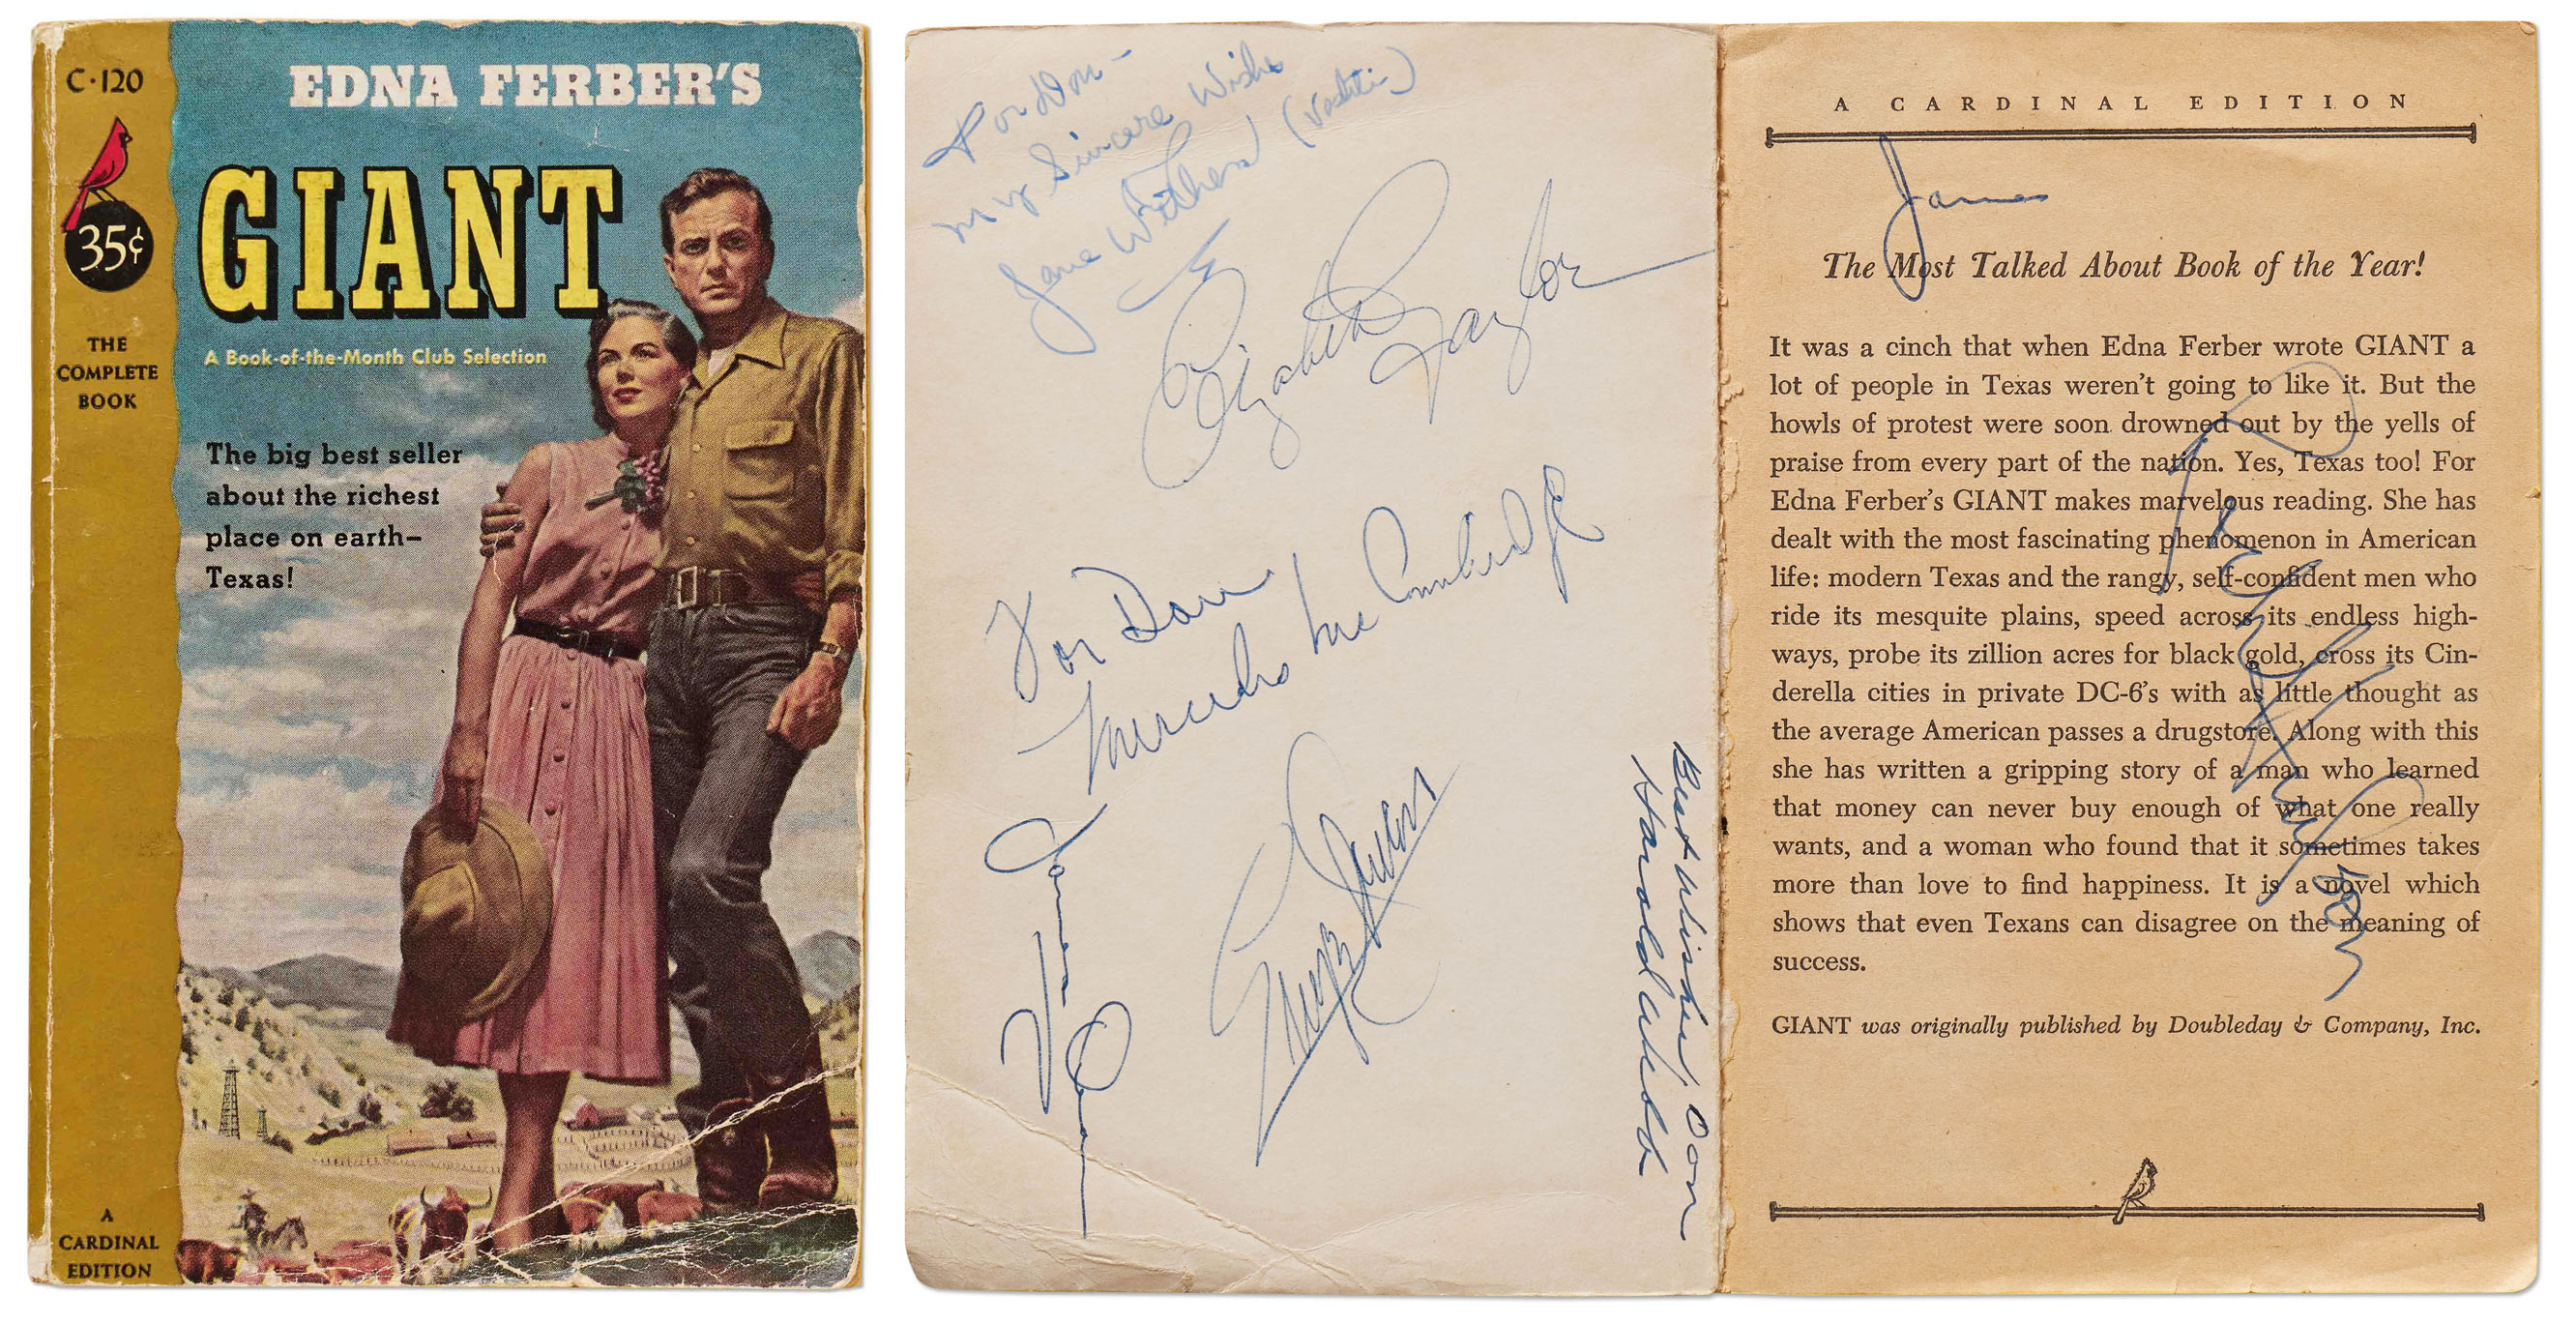 C·120
35¢
THE
COMPLETE
BOOK
A
CARDINAL
EDITION
EDNA FERBER'S
GIANT
A Book-of-the-Month Club Selection
The big best seller
about the richest
place on earth—
Texas!
For Don -
My Sincere Wishes
Jane Withers (Vashti)
Elizabeth Taylor
For Don
Mercedes McCambridge
James Dean
Best Wishes Don
Harold Webb
A CARDINAL EDITION
James
The Most Talked About Book of the Year!
It was a cinch that when Edna Ferber wrote GIANT a
lot of people in Texas weren't going to like it. But the
howls of protest were soon drowned out by the yells of
praise from every part of the nation. Yes, Texas too! For
Edna Ferber's GIANT makes marvelous reading. She has
dealt with the most fascinating phenomenon in American
life: modern Texas and the rangy, self-confident men who
ride its mesquite plains, speed across its endless high-
ways, probe its zillion acres for black gold, cross its Cin-
derella cities in private DC-6's with as little thought as
the average American passes a drugstore. Along with this
she has written a gripping story of a man who learned
that money can never buy enough of what one really
wants, and a woman who found that it sometimes takes
more than love to find happiness. It is a novel which
shows that even Texans can disagree on the meaning of
success.
GIANT was originally published by Doubleday & Company, Inc.